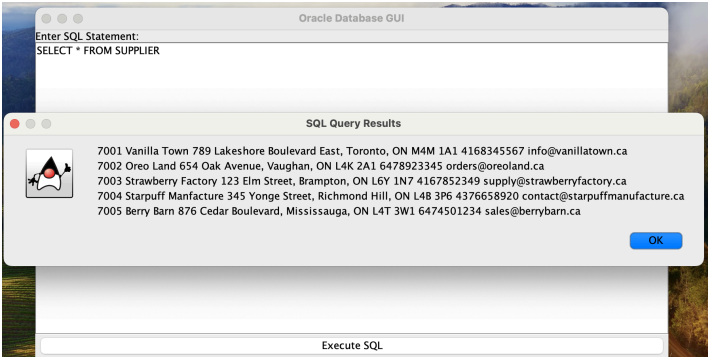 Oracle Database GUI
Enter SQL Statement:
SELECT * FROM SUPPLIER
SQL Query Results
7001 Vanilla Town 789 Lakeshore Boulevard East, Toronto, ON M4M 1A1 4168345567 info@vanillatown.ca
7002 Oreo Land 654 Oak Avenue, Vaughan, ON L4K 2A1 6478923345 orders@oreoland.ca
7003 Strawberry Factory 123 Elm Street, Brampton, ON L6Y 1N7 4167852349 supply@strawberryfactory.ca
7004 Starpuff Manfacture 345 Yonge Street, Richmond Hill, ON L4B 3P6 4376658920 contact@starpuffmanufacture.ca
7005 Berry Barn 876 Cedar Boulevard, Mississauga, ON L4T 3W1 6474501234 sales@berrybarn.ca
OK
Execute SQL